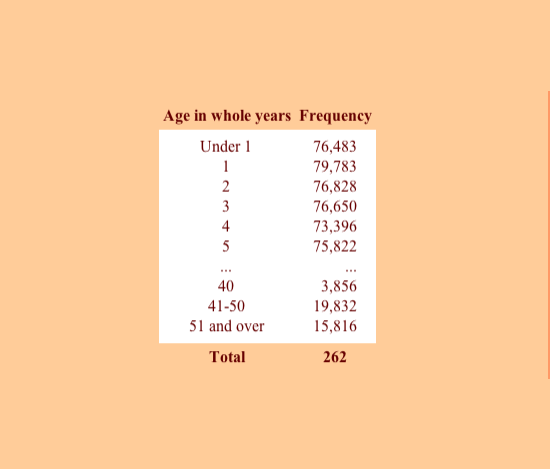 Age in whole years Frequency
Under 1 76,483
1 79,783
2 76,828
3 76,650
4 73,396
5 75,822
... ...
40 3,856
41-50 19,832
51 and over 15,816
Total 262